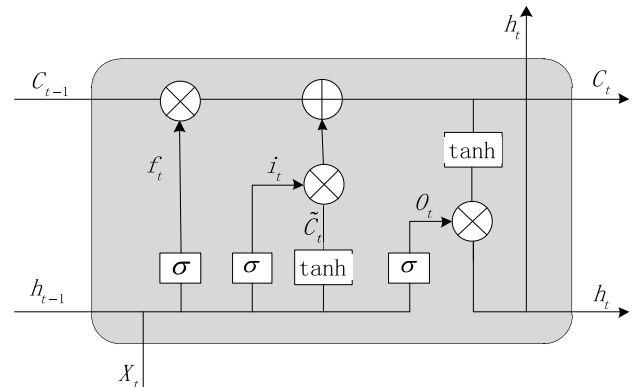 h_t
C_{t-1}
C_t
tanh
f_t
i_t
O_t
C̃_t
σ
σ
tanh
σ
h_{t-1}
h_t
X_t